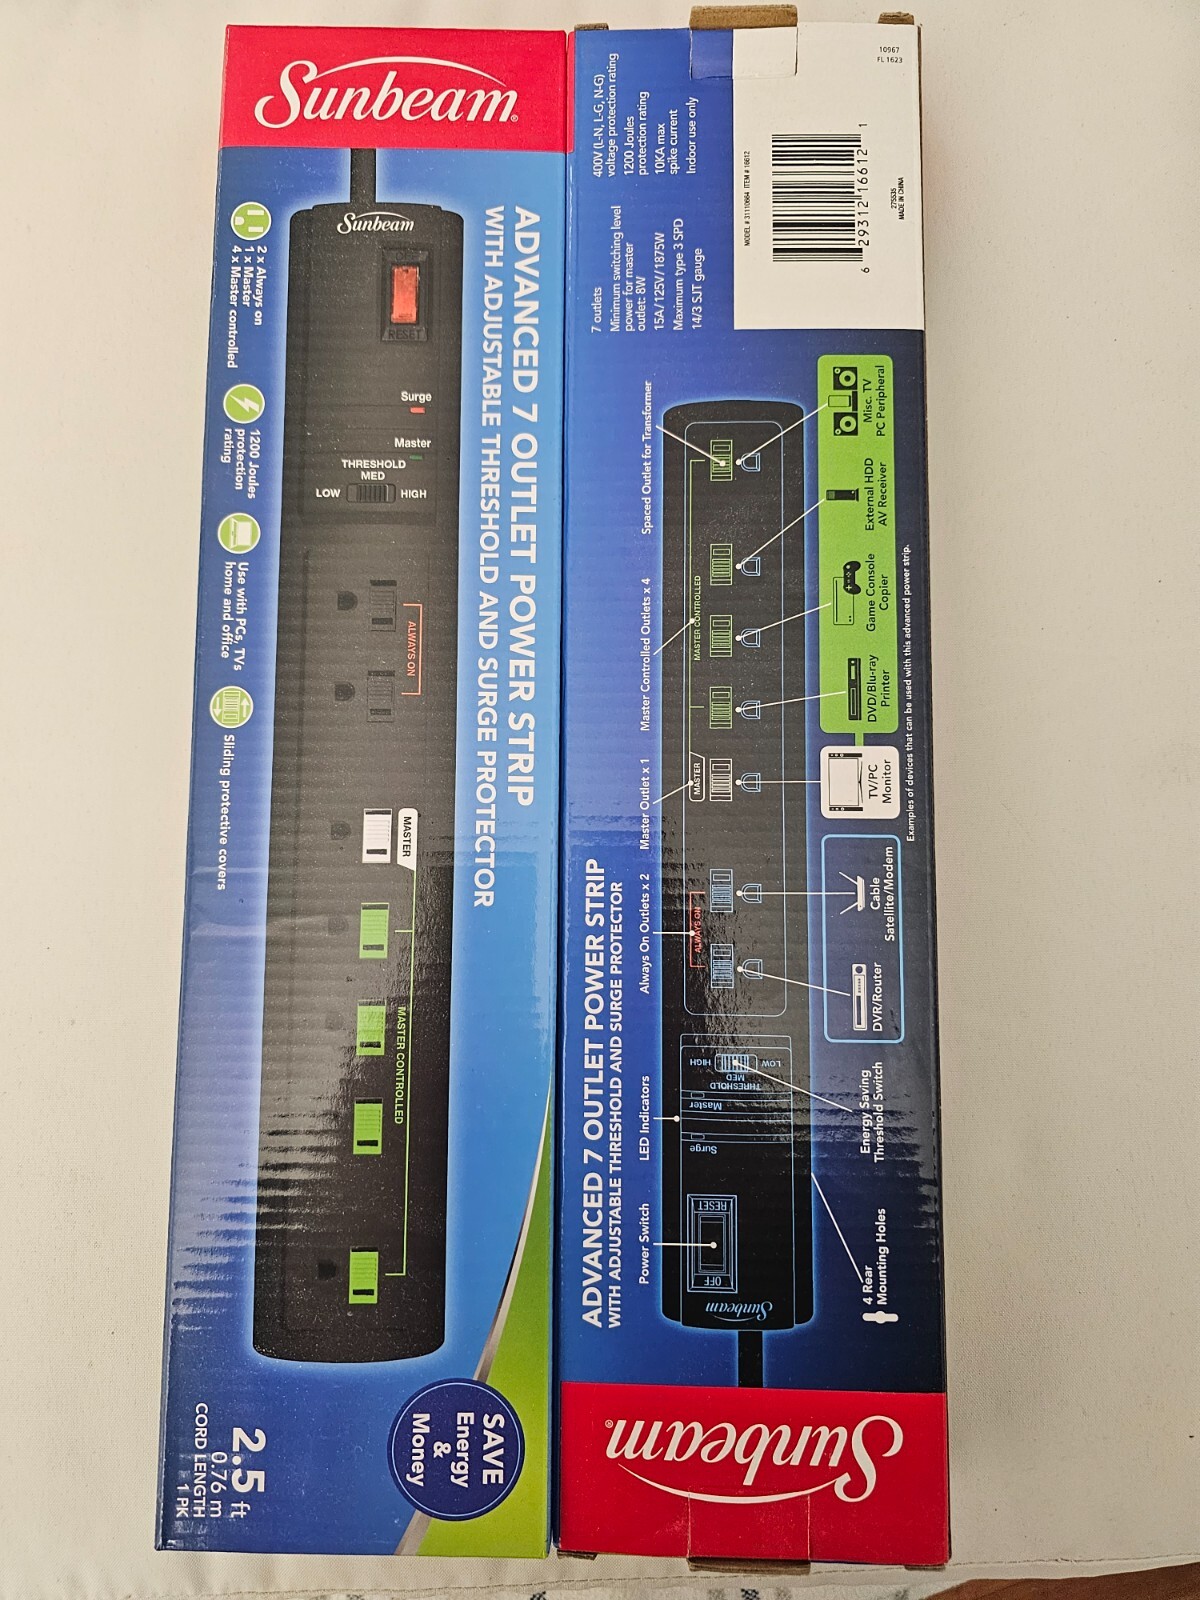 Sunbeam®
Sunbeam
RESET
Surge
Master
THRESHOLD
MED
LOW
HIGH
ALWAYS ON
MASTER
MASTER CONTROLLED
ADVANCED 7 OUTLET POWER STRIP
WITH ADJUSTABLE THRESHOLD AND SURGE PROTECTOR
2 x Always on
1 x Master
4 x Master controlled
1200 Joules
protection
rating
Use with PCs, TVs
home and office
Sliding protective covers
SAVE
Energy
&
Money
2.5 ft
0.76 m
CORD LENGTH
1 PK
ADVANCED 7 OUTLET POWER STRIP
WITH ADJUSTABLE THRESHOLD AND SURGE PROTECTOR
Power Switch
LED Indicators
Always On Outlets x 2
Master Outlet x 1
Master Controlled Outlets x 4
Spaced Outlet for Transformer
Sunbeam
OFF
RESET
Surge
Master
THRESHOLD
MED
HIGH
LOW
ALWAYS ON
MASTER
MASTER CONTROLLED
4 Rear
Mounting Holes
Energy Saving
Threshold Switch
DVR/Router
Cable
Satellite/Modem
TV/PC
Monitor
DVD/Blu-ray
Printer
Game Console
Copier
External HDD
AV Receiver
Misc. TV
PC Peripheral
Examples of devices that can be used with this advanced power strip.
7 outlets
Minimum switching level
power for master
outlet: 8W
15A/125V/1875W
Maximum type 3 SPD
14/3 SJT gauge
400V (L-N, L-G, N-G)
voltage protection rating
1200 Joules
protection rating
10KA max
spike current
Indoor use only
MODEL # 31110664 ITEM # 16612
6 29312 16612 1
27SS35
MADE IN CHINA
10967
FL 1623
Sunbeam®